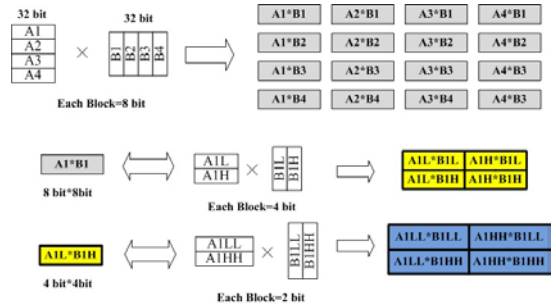 32 bit
32 bit
A1
A2
A3
A4
×
B1
B2
B3
B4
A1*B1 A2*B1 A3*B1 A4*B1
A1*B2 A2*B2 A3*B2 A4*B2
A1*B3 A2*B3 A3*B3 A4*B3
A1*B4 A2*B4 A3*B4 A4*B3
Each Block=8 bit
A1*B1
8 bit*8bit
A1L
A1H
×
B1L
B1H
A1L*B1L A1H*B1L
A1L*B1H A1H*B1H
Each Block=4 bit
A1L*B1H
4 bit*4bit
A1LL
A1HH
×
B1LL
B1HH
A1LL*B1LL A1HH*B1LL
A1LL*B1HH A1HH*B1HH
Each Block=2 bit